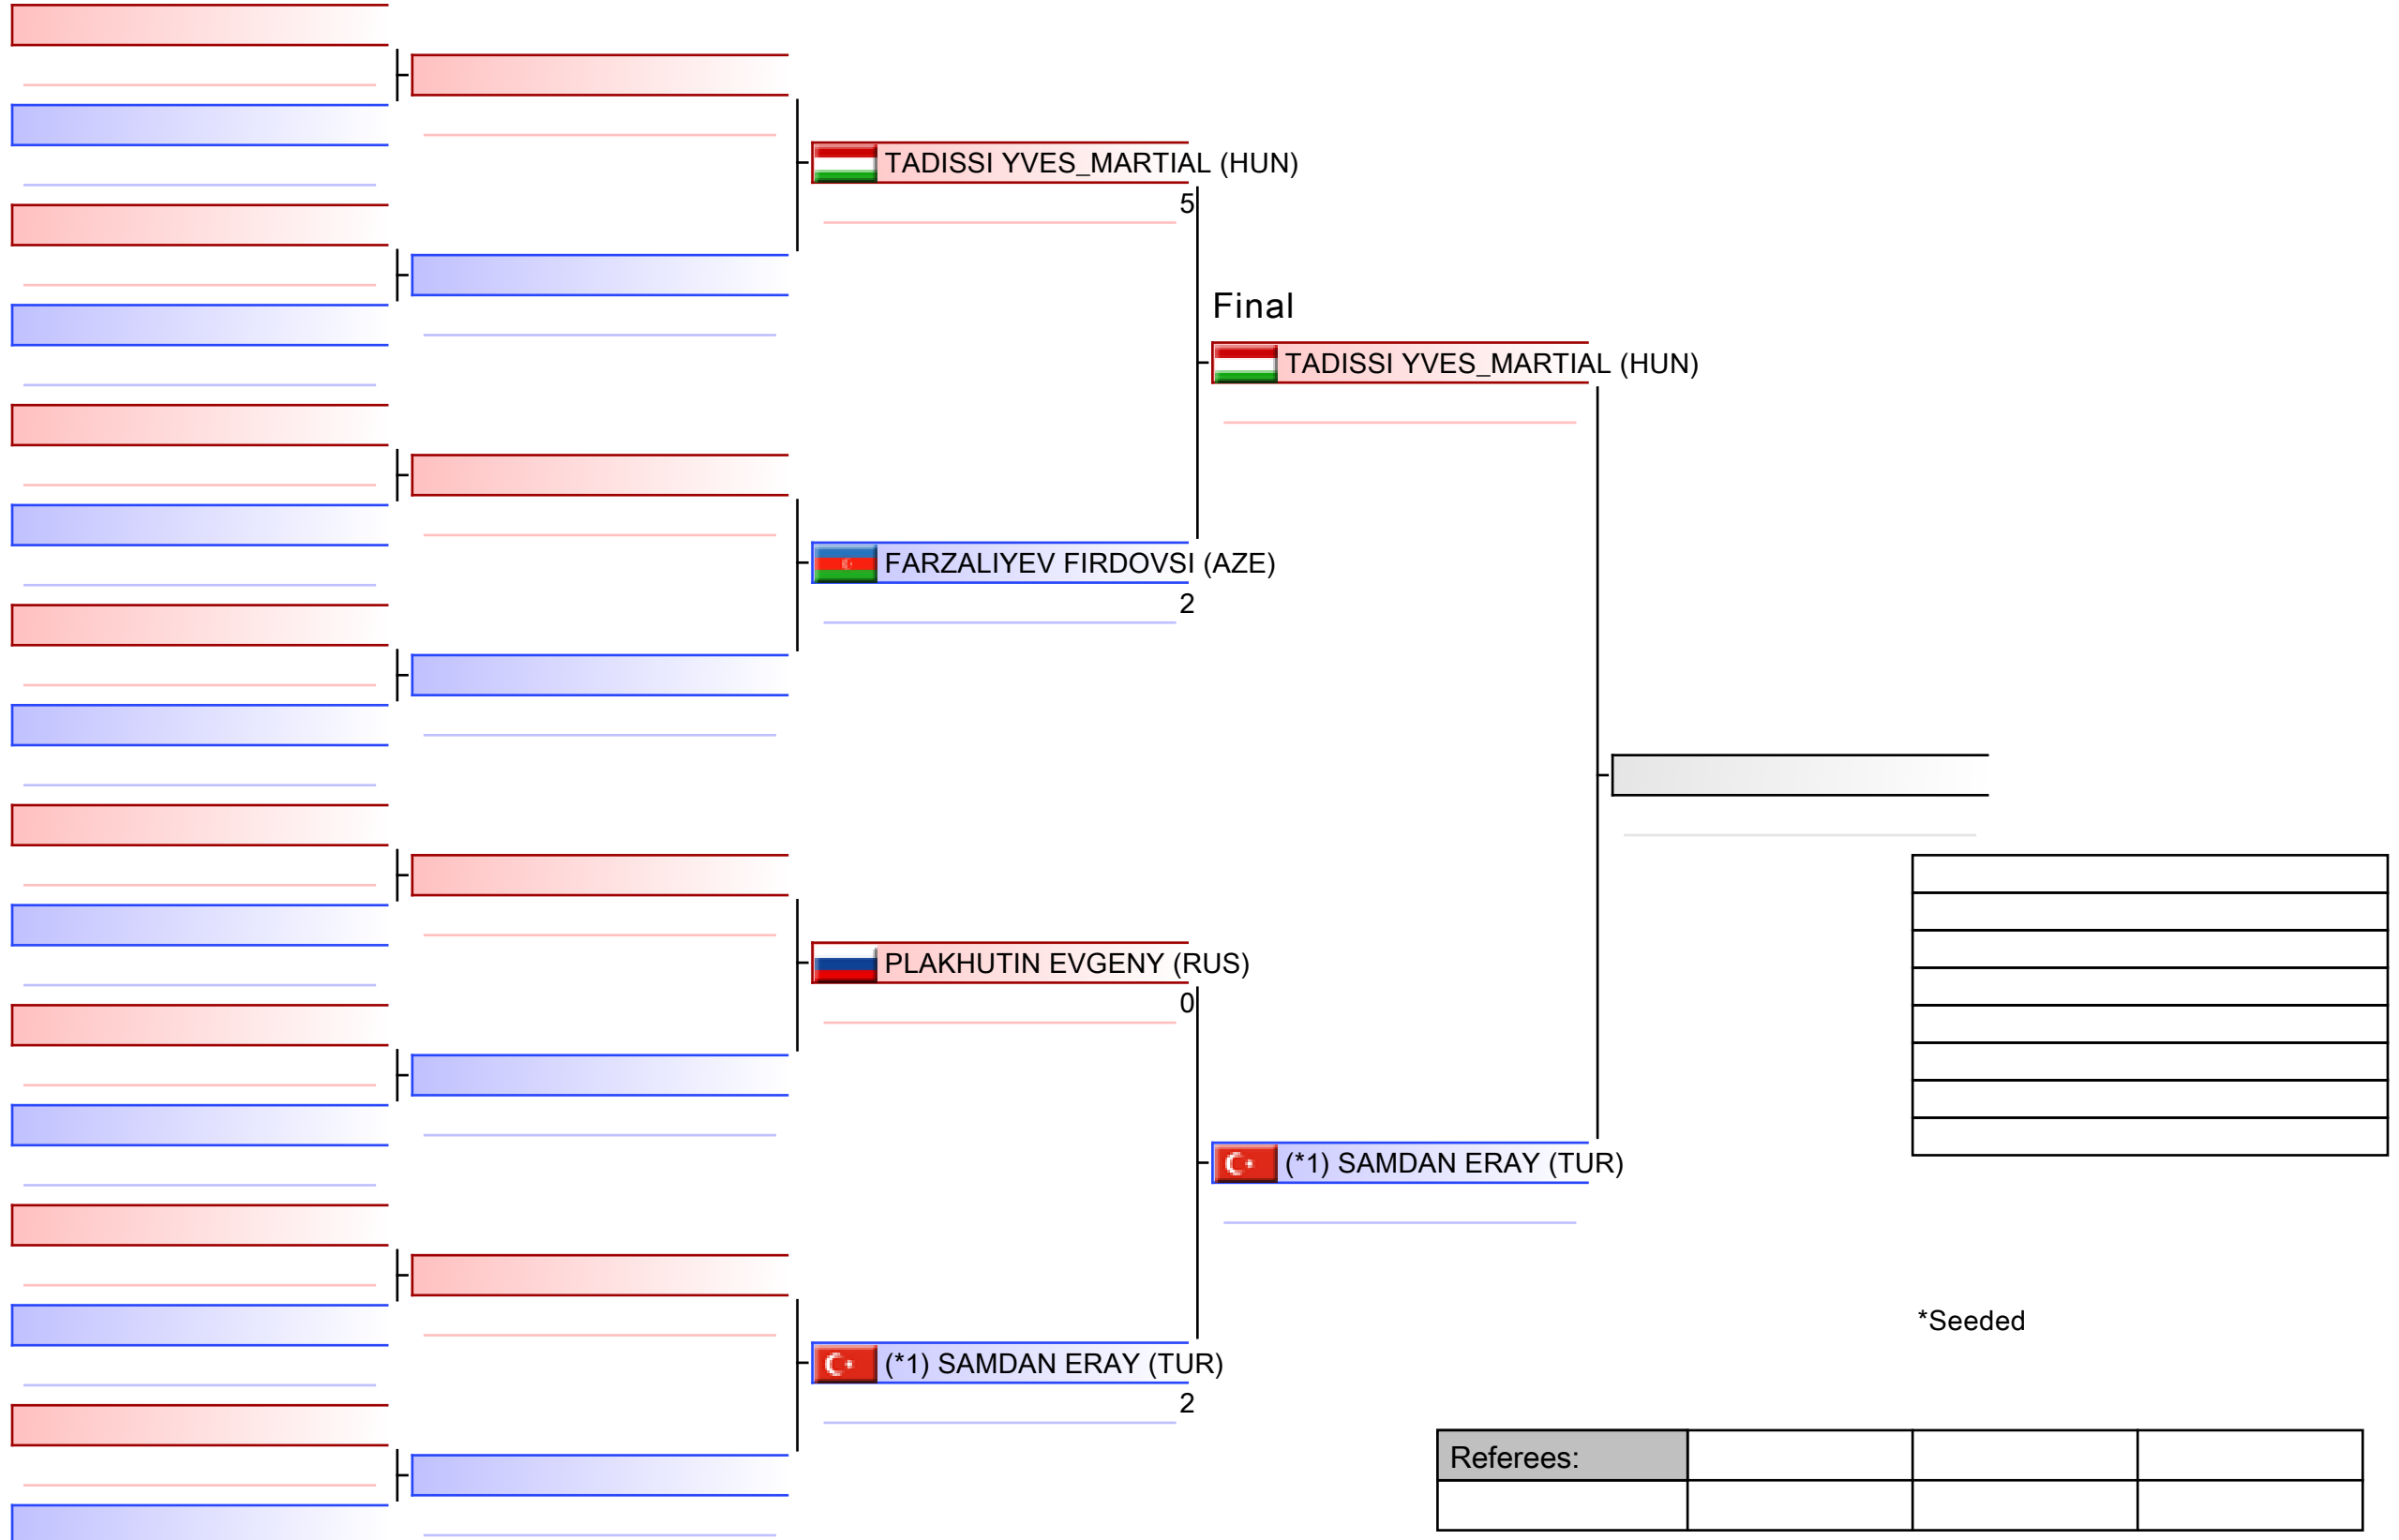 TADISSI YVES_MARTIAL (HUN)
5
Final
TADISSI YVES_MARTIAL (HUN)
FARZALIYEV FIRDOVSI (AZE)
2
PLAKHUTIN EVGENY (RUS)
0
(*1) SAMDAN ERAY (TUR)
*Seeded
(*1) SAMDAN ERAY (TUR)
2
Referees: